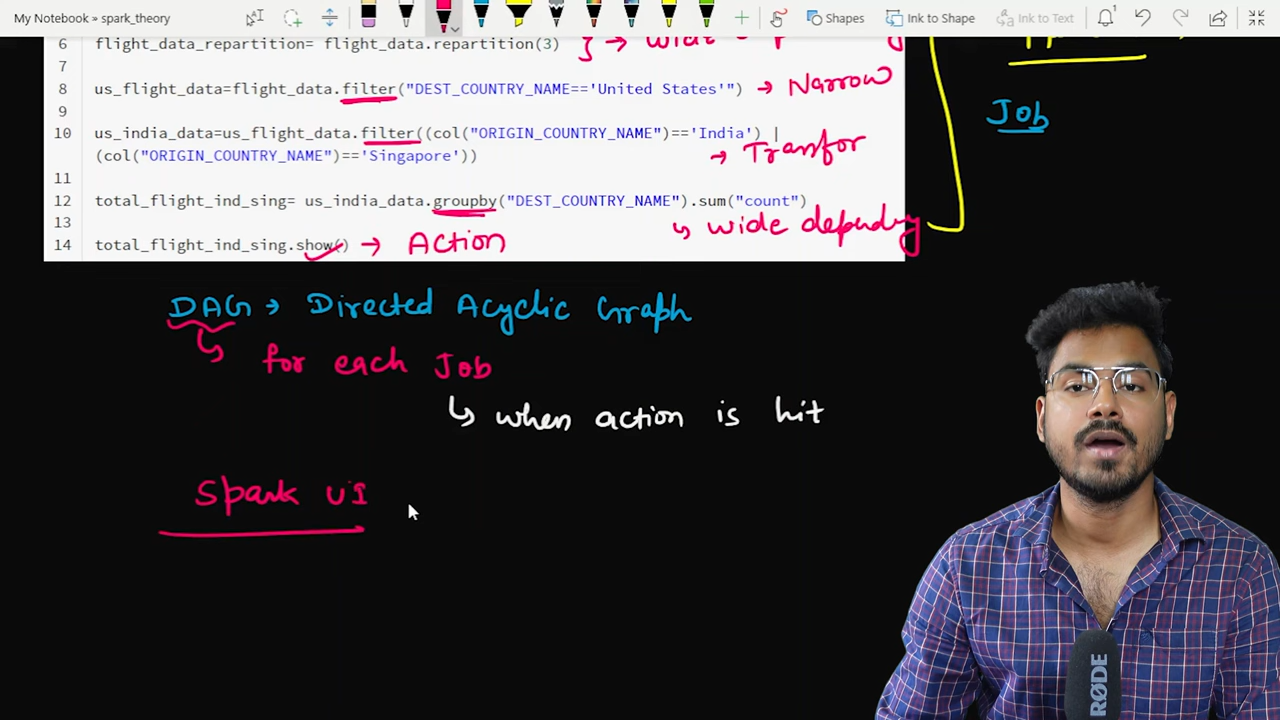 My Notebook » spark_theory
Shapes
Ink to Shape
Ink to Text
6 flight_data_repartition= flight_data.repartition(3) } → wide
7
8 us_flight_data=flight_data.filter("DEST_COUNTRY_NAME=='United States'") → Narrow
9
10 us_india_data=us_flight_data.filter((col("ORIGIN_COUNTRY_NAME")=='India') |
(col("ORIGIN_COUNTRY_NAME")=='Singapore'))
→ Transfor
11
12 total_flight_ind_sing= us_india_data.groupby("DEST_COUNTRY_NAME").sum("count")
↳ wide dependency
13
14 total_flight_ind_sing.show() → Action
Job
DAG → Directed Acyclic Graph
↳ for each Job
↳ when action is hit
Spark UI
RØDE